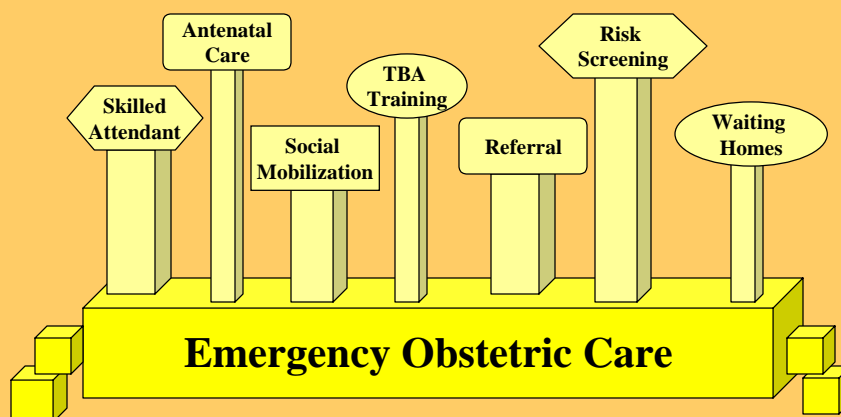 Skilled
Attendant
Antenatal
Care
Social
Mobilization
TBA
Training
Referral
Risk
Screening
Waiting
Homes
Emergency Obstetric Care